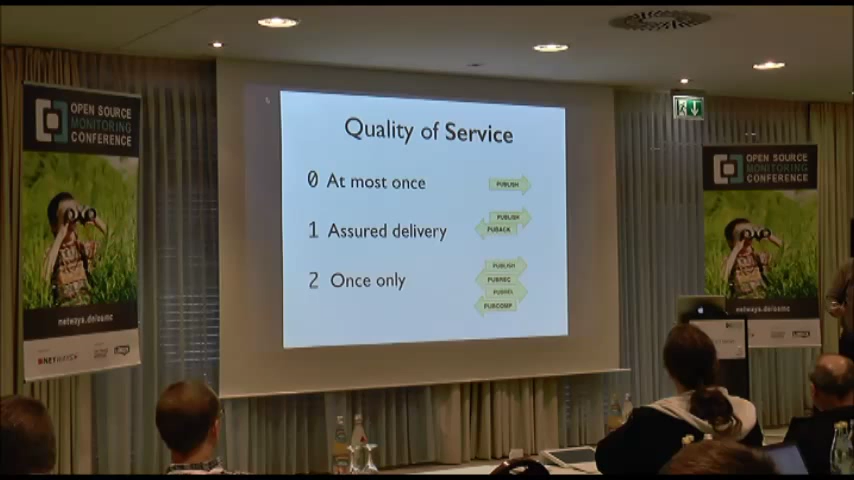 OPEN SOURCE
MONITORING
CONFERENCE
netways.de/osmc
NETWAYS
Quality of Service
0 At most once
PUBLISH
1 Assured delivery
PUBLISH
PUBACK
2 Once only
PUBLISH
PUBREC
PUBREL
PUBCOMP
OPEN SOURCE
MONITORING
CONFERENCE
netways.de/osmc